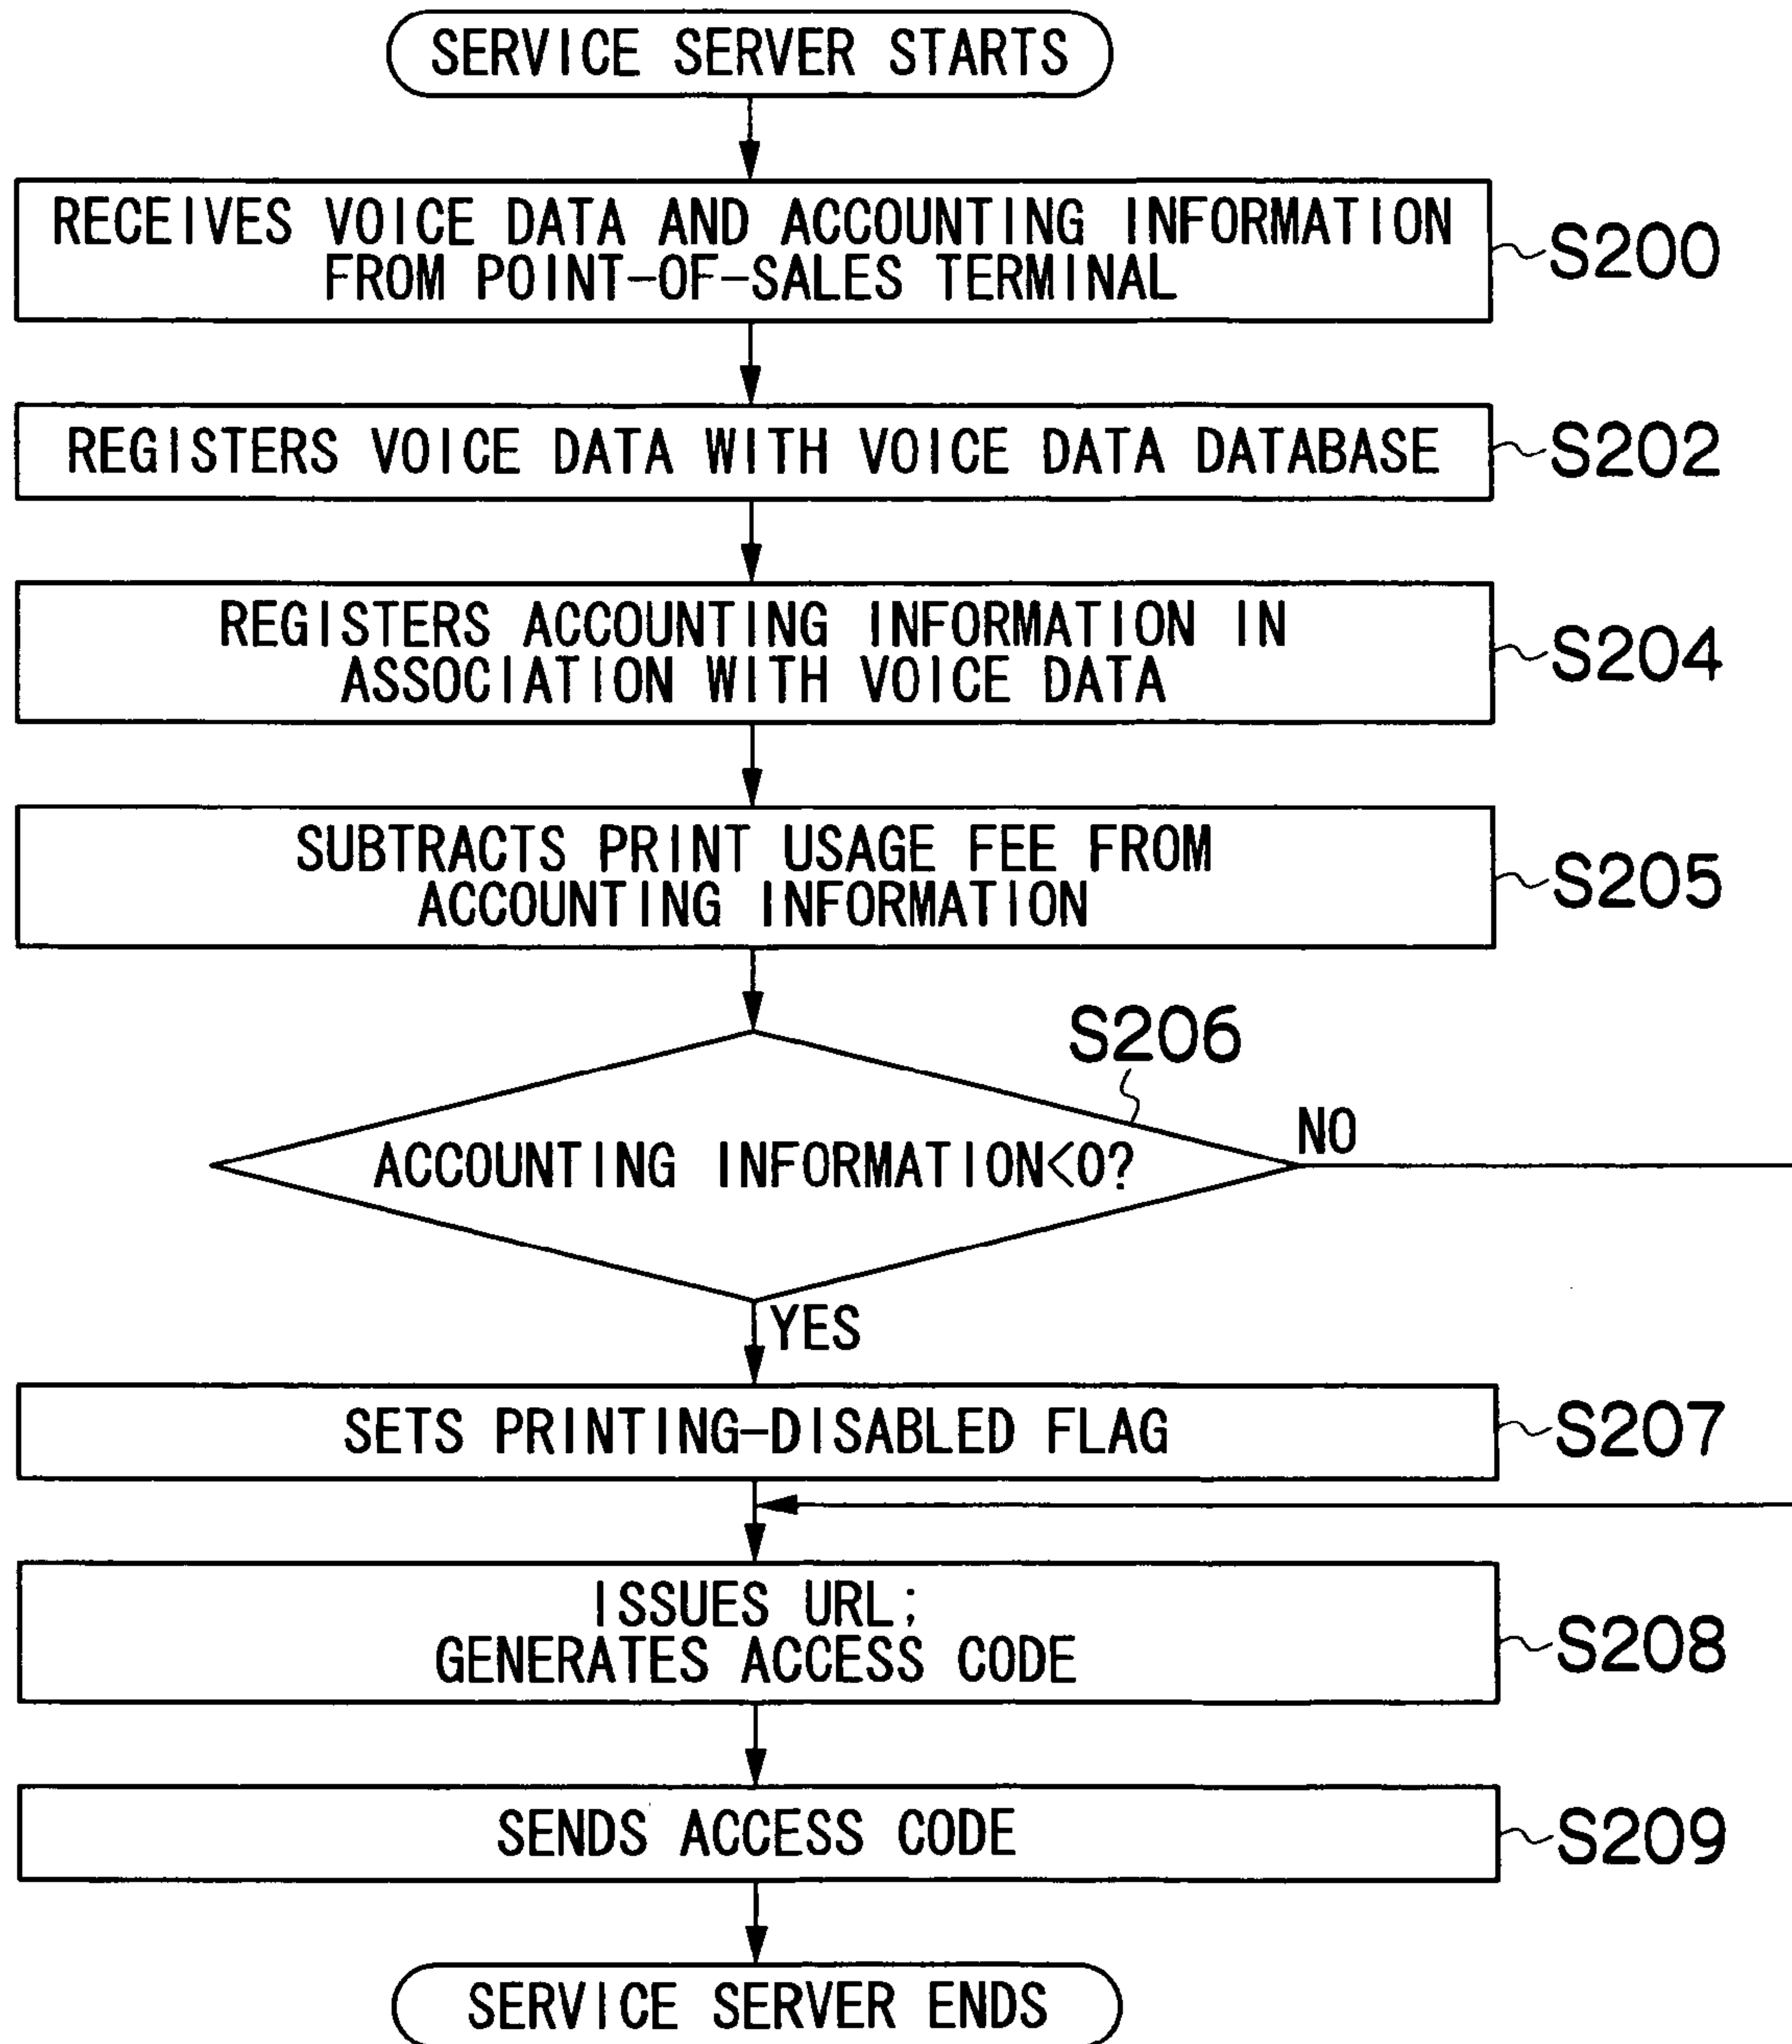 SERVICE SERVER STARTS
RECEIVES VOICE DATA AND ACCOUNTING INFORMATION
FROM POINT-OF-SALES TERMINAL
S200
REGISTERS VOICE DATA WITH VOICE DATA DATABASE
S202
REGISTERS ACCOUNTING INFORMATION IN
ASSOCIATION WITH VOICE DATA
S204
SUBTRACTS PRINT USAGE FEE FROM
ACCOUNTING INFORMATION
S205
S206
ACCOUNTING INFORMATION<0?
NO
YES
SETS PRINTING-DISABLED FLAG
S207
ISSUES URL;
GENERATES ACCESS CODE
S208
SENDS ACCESS CODE
S209
SERVICE SERVER ENDS